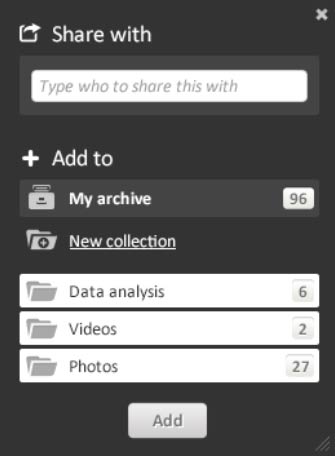 Share with
Type who to share this with
Add to
My archive 96
New collection
Data analysis 6
Videos 2
Photos 27
Add